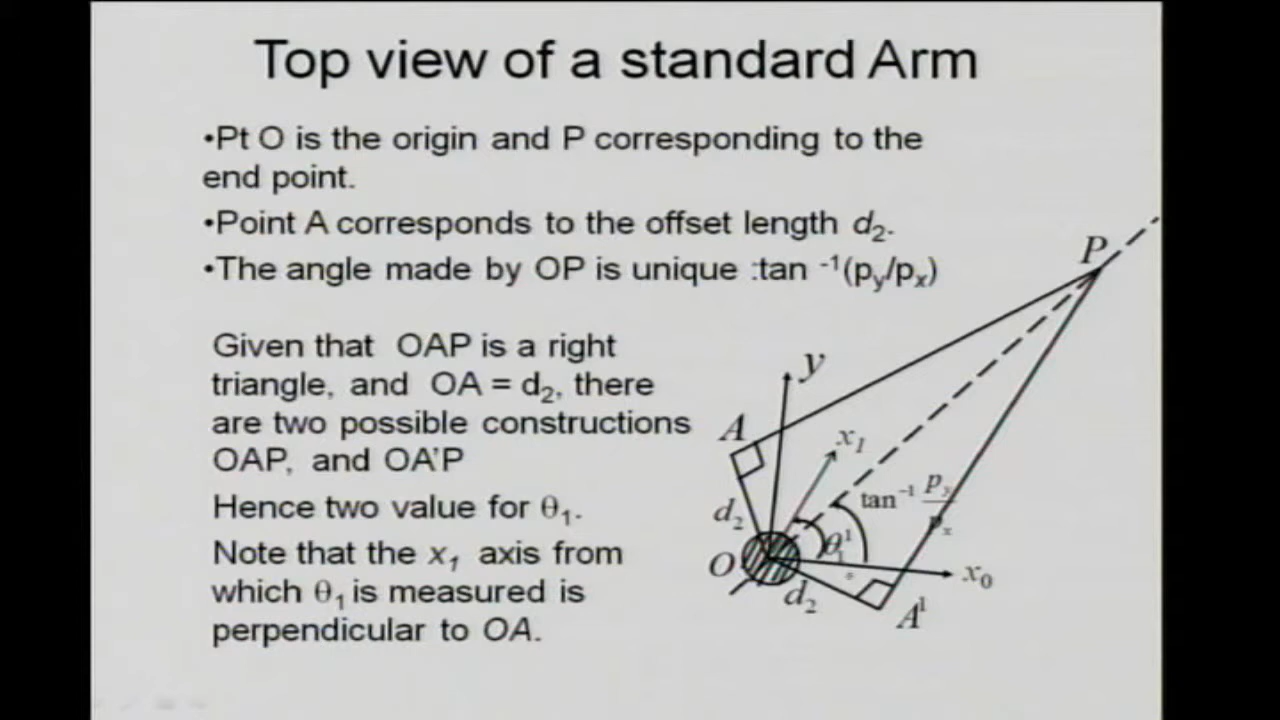 Top view of a standard Arm
•Pt O is the origin and P corresponding to the
end point.
•Point A corresponds to the offset length d₂.
•The angle made by OP is unique :tan ⁻¹(pᵧ/pₓ)
Given that OAP is a right
triangle, and OA = d₂, there
are two possible constructions
OAP, and OA'P
Hence two value for θ₁.
Note that the x₁ axis from
which θ₁ is measured is
perpendicular to OA.
P
y
A
x₁
tan⁻¹ pᵧ/pₓ
d₂
θ₁¹
O
x₀
d₂
A¹